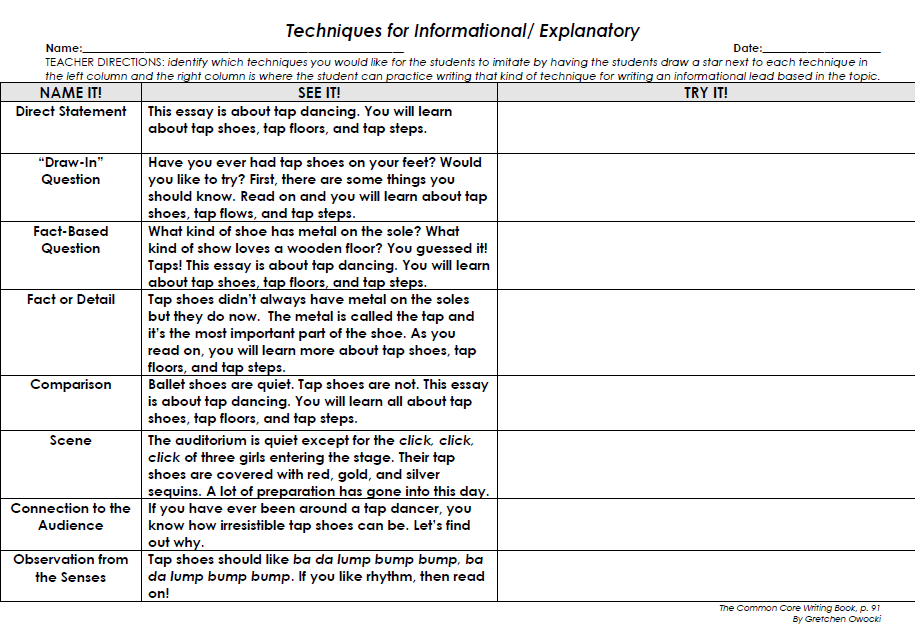 Techniques for Informational/ Explanatory
Name:___________________________________________ Date:________________
TEACHER DIRECTIONS: identify which techniques you would like for the students to imitate by having the students draw a star next to each technique in
the left column and the right column is where the student can practice writing that kind of technique for writing an informational lead based in the topic.
NAME IT! SEE IT! TRY IT!
Direct Statement
This essay is about tap dancing. You will learn
about tap shoes, tap floors, and tap steps.
“Draw-In”
Question
Have you ever had tap shoes on your feet? Would
you like to try? First, there are some things you
should know. Read on and you will learn about tap
shoes, tap flows, and tap steps.
Fact-Based
Question
What kind of shoe has metal on the sole? What
kind of show loves a wooden floor? You guessed it!
Taps! This essay is about tap dancing. You will learn
about tap shoes, tap floors, and tap steps.
Fact or Detail
Tap shoes didn’t always have metal on the soles
but they do now. The metal is called the tap and
it’s the most important part of the shoe. As you
read on, you will learn more about tap shoes, tap
floors, and tap steps.
Comparison
Ballet shoes are quiet. Tap shoes are not. This essay
is about tap dancing. You will learn all about tap
shoes, tap floors, and tap steps.
Scene
The auditorium is quiet except for the click, click,
click of three girls entering the stage. Their tap
shoes are covered with red, gold, and silver
sequins. A lot of preparation has gone into this day.
Connection to the
Audience
If you have ever been around a tap dancer, you
know how irresistible tap shoes can be. Let’s find
out why.
Observation from
the Senses
Tap shoes should like ba da lump bump bump, ba
da lump bump bump. If you like rhythm, then read
on!
The Common Core Writing Book, p. 91
By Gretchen Owocki